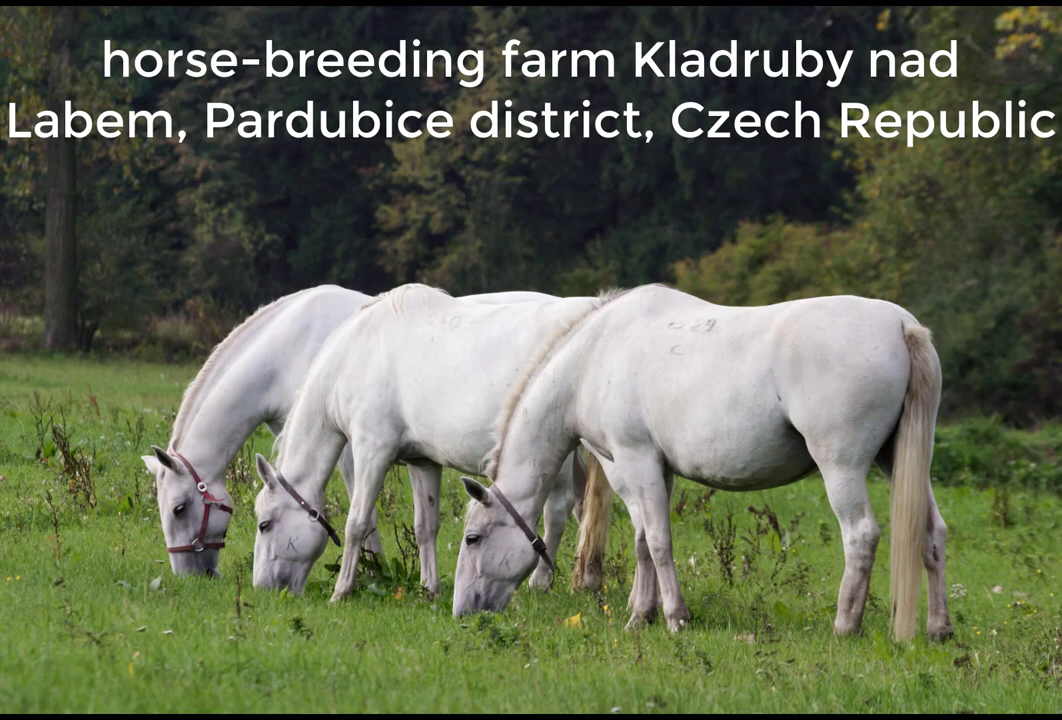 horse-breeding farm Kladruby nad
Labem, Pardubice district, Czech Republic
K